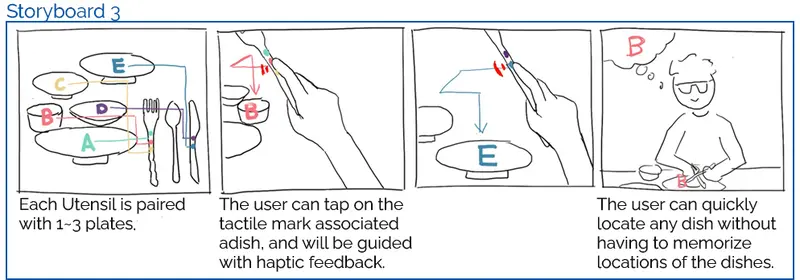 Storyboard 3
E
C
B
D
A
B
E
B
B
Each Utensil is paired
with 1~3 plates.
The user can tap on the
tactile mark associated
adish, and will be guided
with haptic feedback.
The user can quickly
locate any dish without
having to memorize
locations of the dishes.